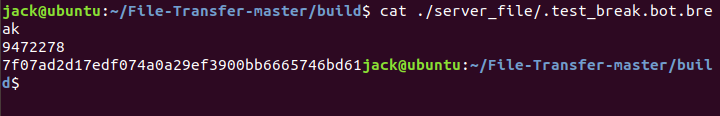 jack@ubuntu:~/File-Transfer-master/build$ cat ./server_file/.test_break.bot.bre
ak
9472278
7f07ad2d17edf074a0a29ef3900bb6665746bd61jack@ubuntu:~/File-Transfer-master/buil
d$